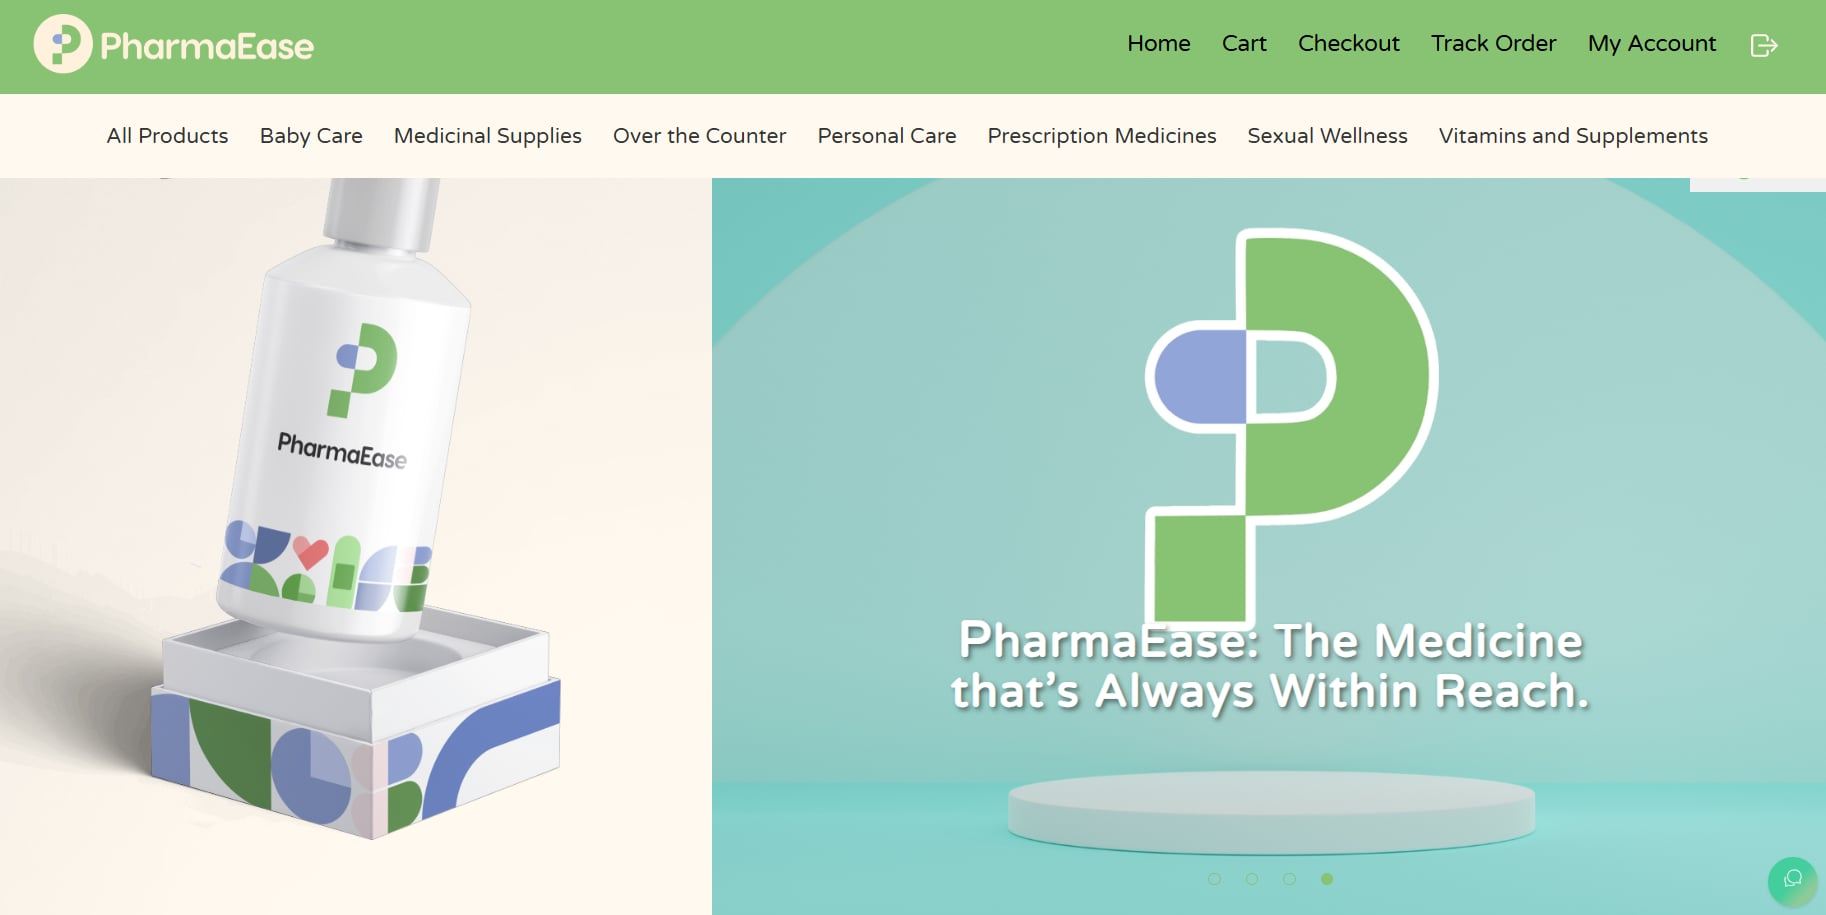 PharmaEase
Home Cart Checkout Track Order My Account
All Products Baby Care Medicinal Supplies Over the Counter Personal Care Prescription Medicines Sexual Wellness Vitamins and Supplements
PharmaEase
PharmaEase: The Medicine
that's Always Within Reach.